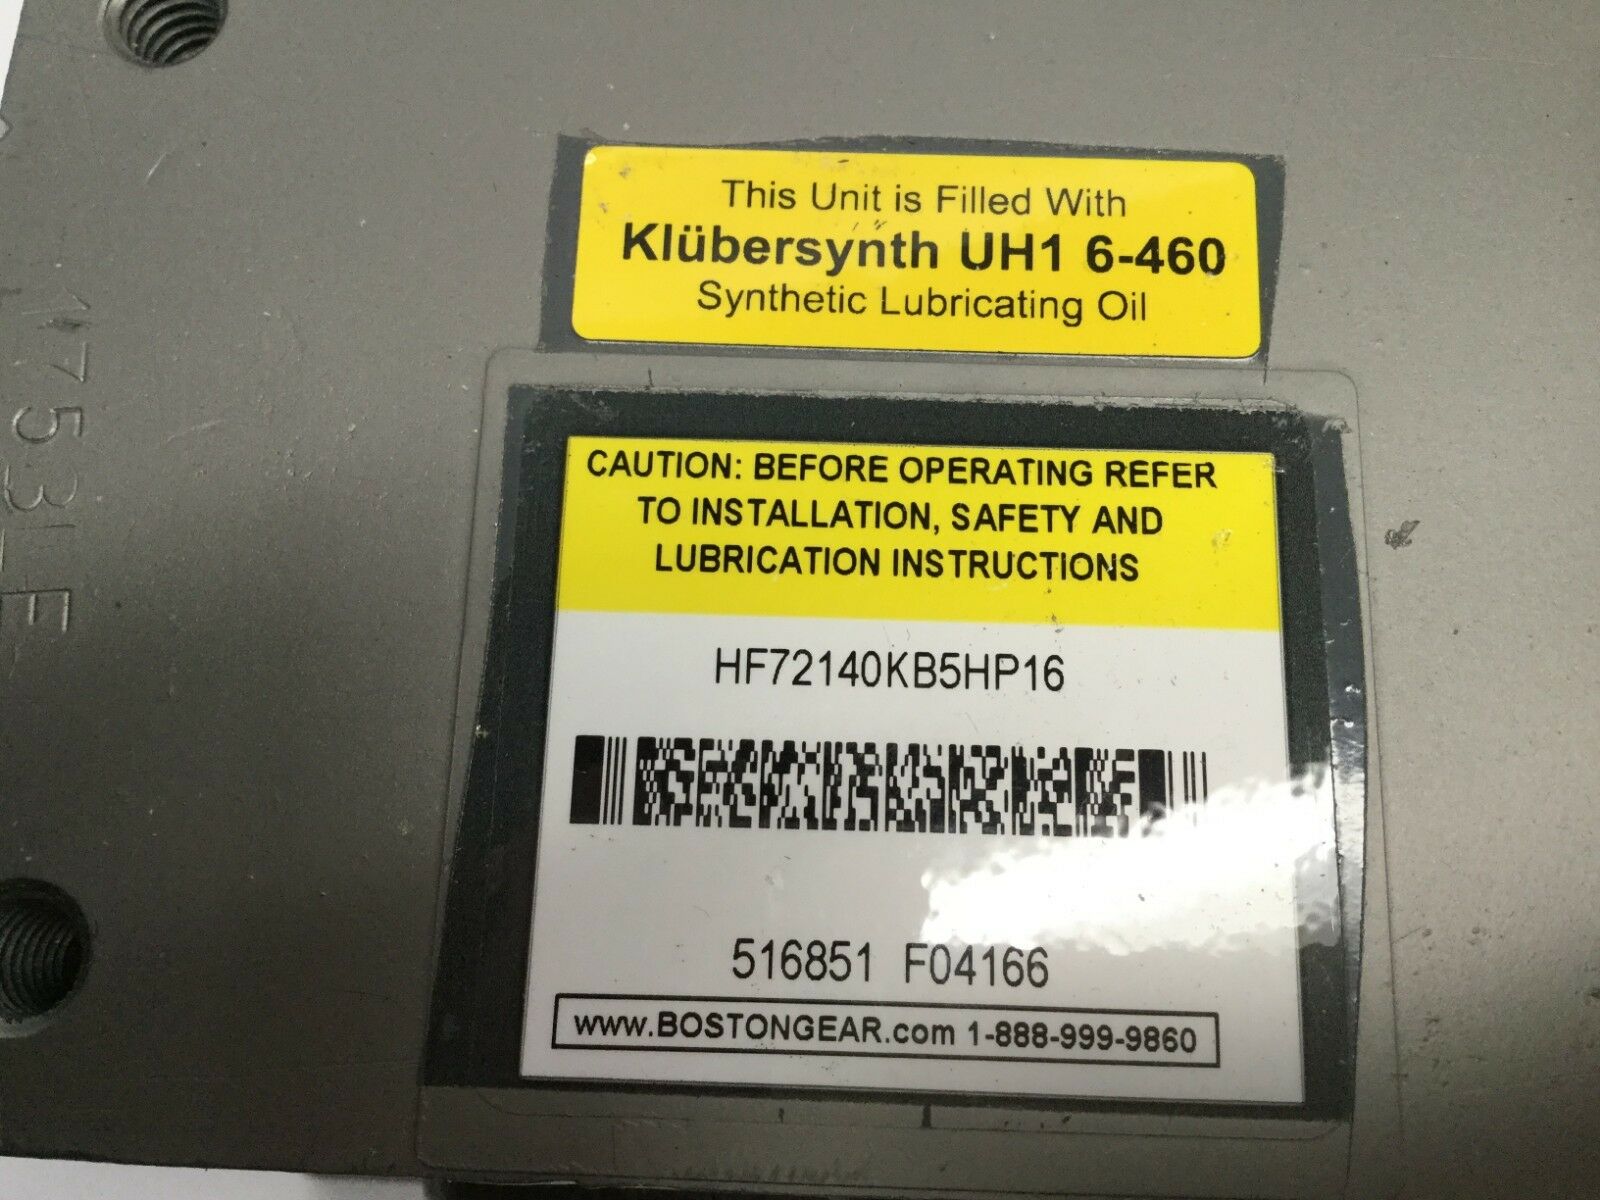 This Unit is Filled With
Klübersynth UH1 6-460
Synthetic Lubricating Oil
CAUTION: BEFORE OPERATING REFER
TO INSTALLATION, SAFETY AND
LUBRICATION INSTRUCTIONS
HF72140KB5HP16
516851 F04166
www.BOSTONGEAR.com 1-888-999-9860